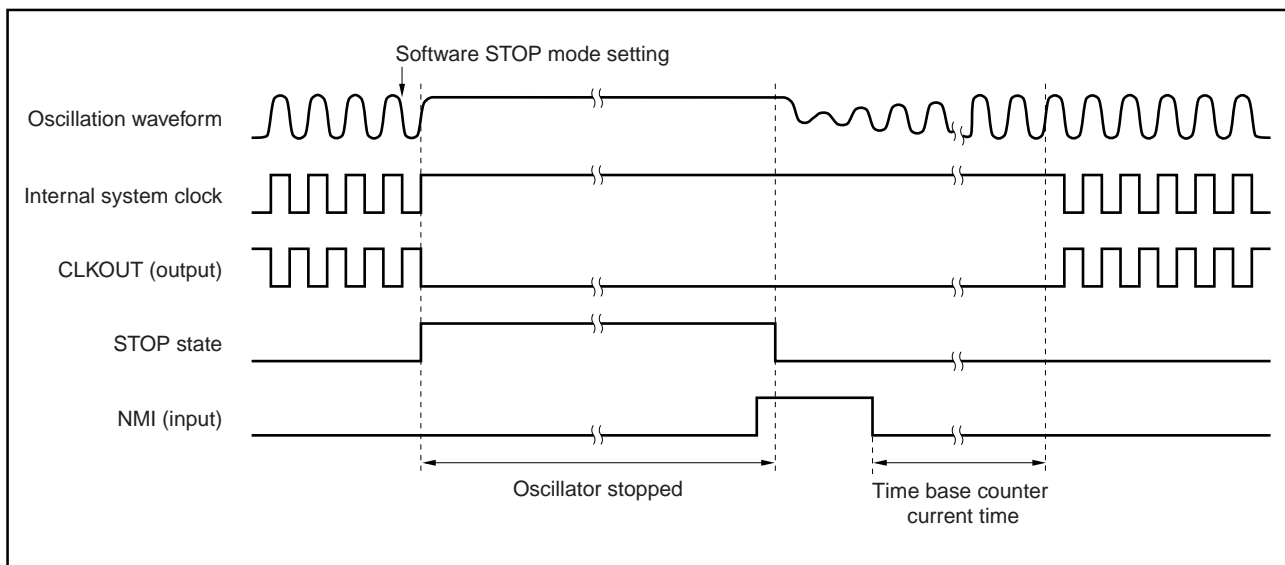 Software STOP mode setting
Oscillation waveform
Internal system clock
CLKOUT (output)
STOP state
NMI (input)
Oscillator stopped
Time base counter
current time